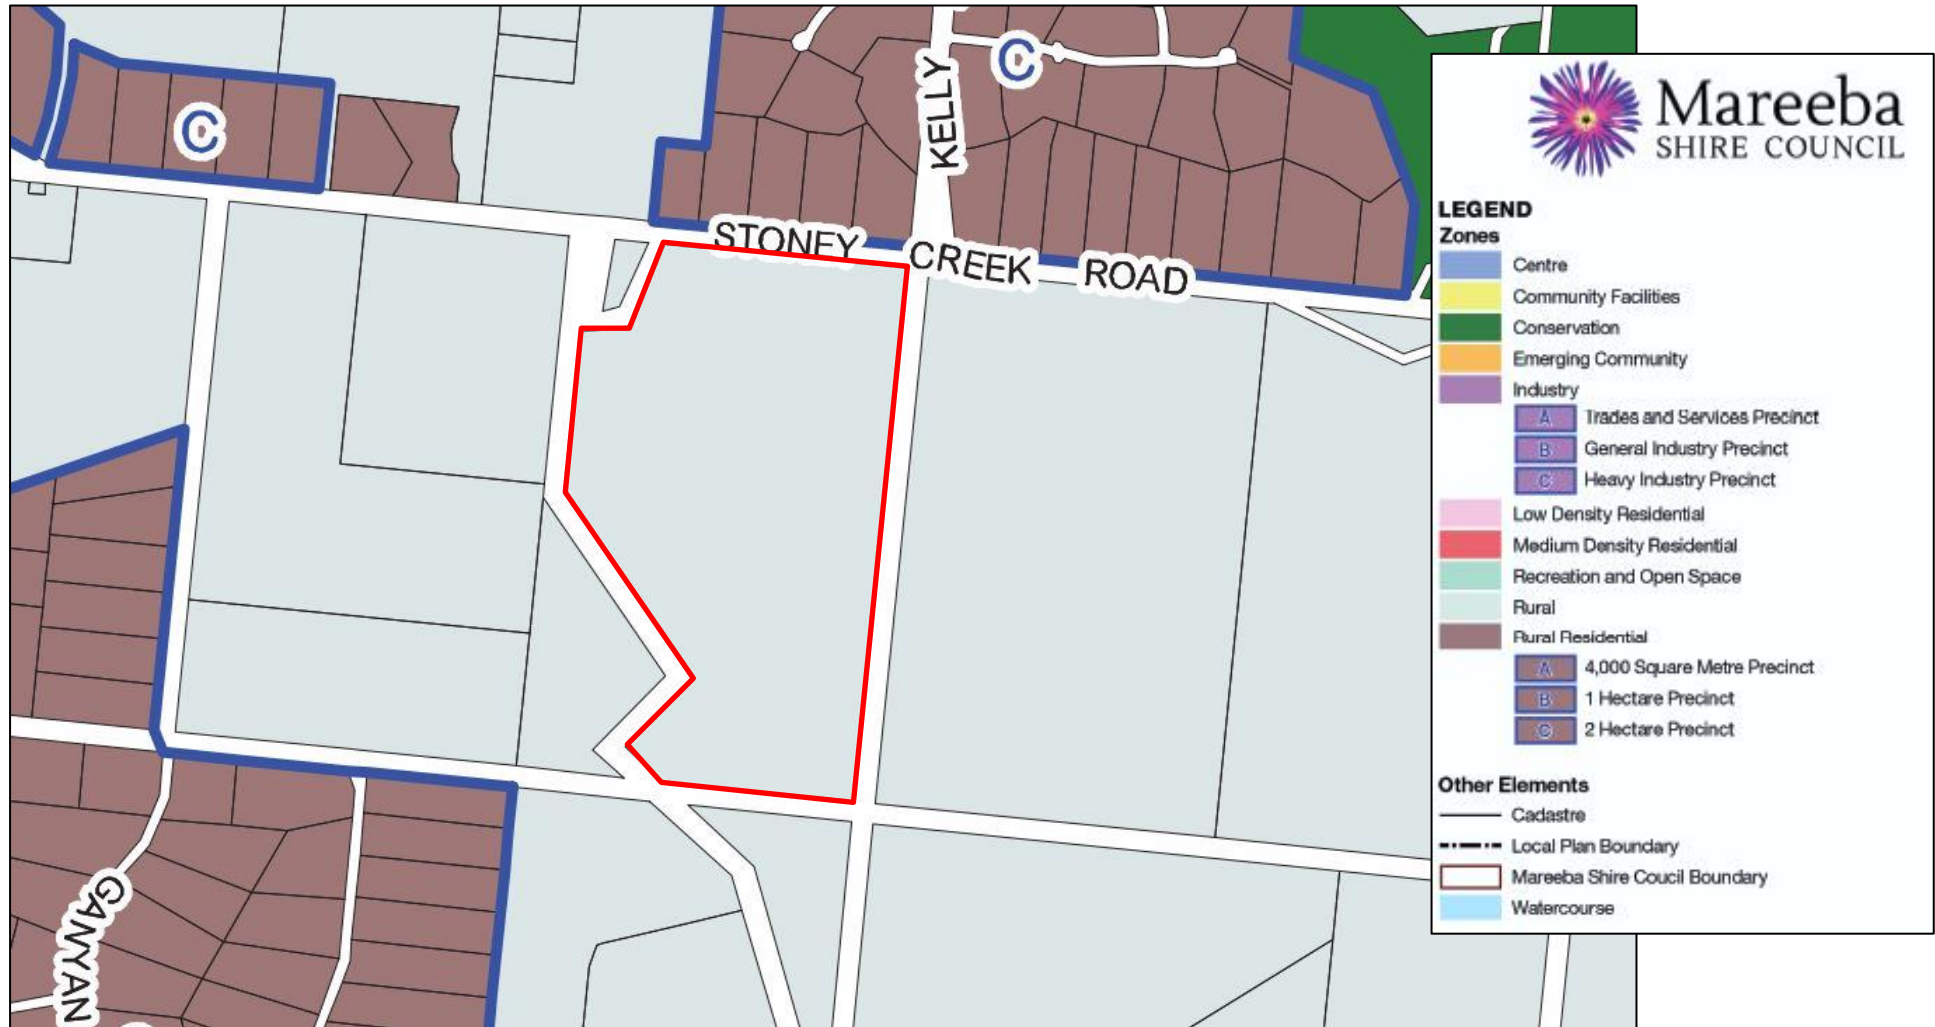 C
C
KELLY
STONEY CREEK ROAD
GANYAN
Mareeba
SHIRE COUNCIL
LEGEND
Zones
Centre
Community Facilities
Conservation
Emerging Community
Industry
A Trades and Services Precinct
B General Industry Precinct
C Heavy Industry Precinct
Low Density Residential
Medium Density Residential
Recreation and Open Space
Rural
Rural Residential
A 4,000 Square Metre Precinct
B 1 Hectare Precinct
C 2 Hectare Precinct
Other Elements
Cadastre
Local Plan Boundary
Mareeba Shire Coucil Boundary
Watercourse